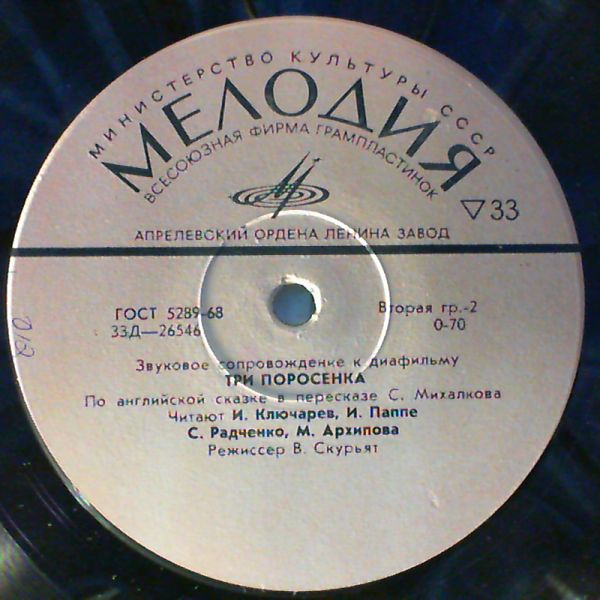 МИНИСТЕРСТВО КУЛЬТУРЫ СССР
МЕЛОДИЯ
ВСЕСОЮЗНАЯ ФИРМА ГРАМПЛАСТИНОК
▽33
АПРЕЛЕВСКИЙ ОРДЕНА ЛЕНИНА ЗАВОД
ГОСТ 5289-68
Вторая гр.-2
33Д—26546
0-70
Звуковое сопровождение к диафильму
ТРИ ПОРОСЕНКА
По английской сказке в пересказе С. Михалкова
Читают И. Ключарев, И. Паппе
С. Радченко, М. Архипова
Режиссер В. Скурьят